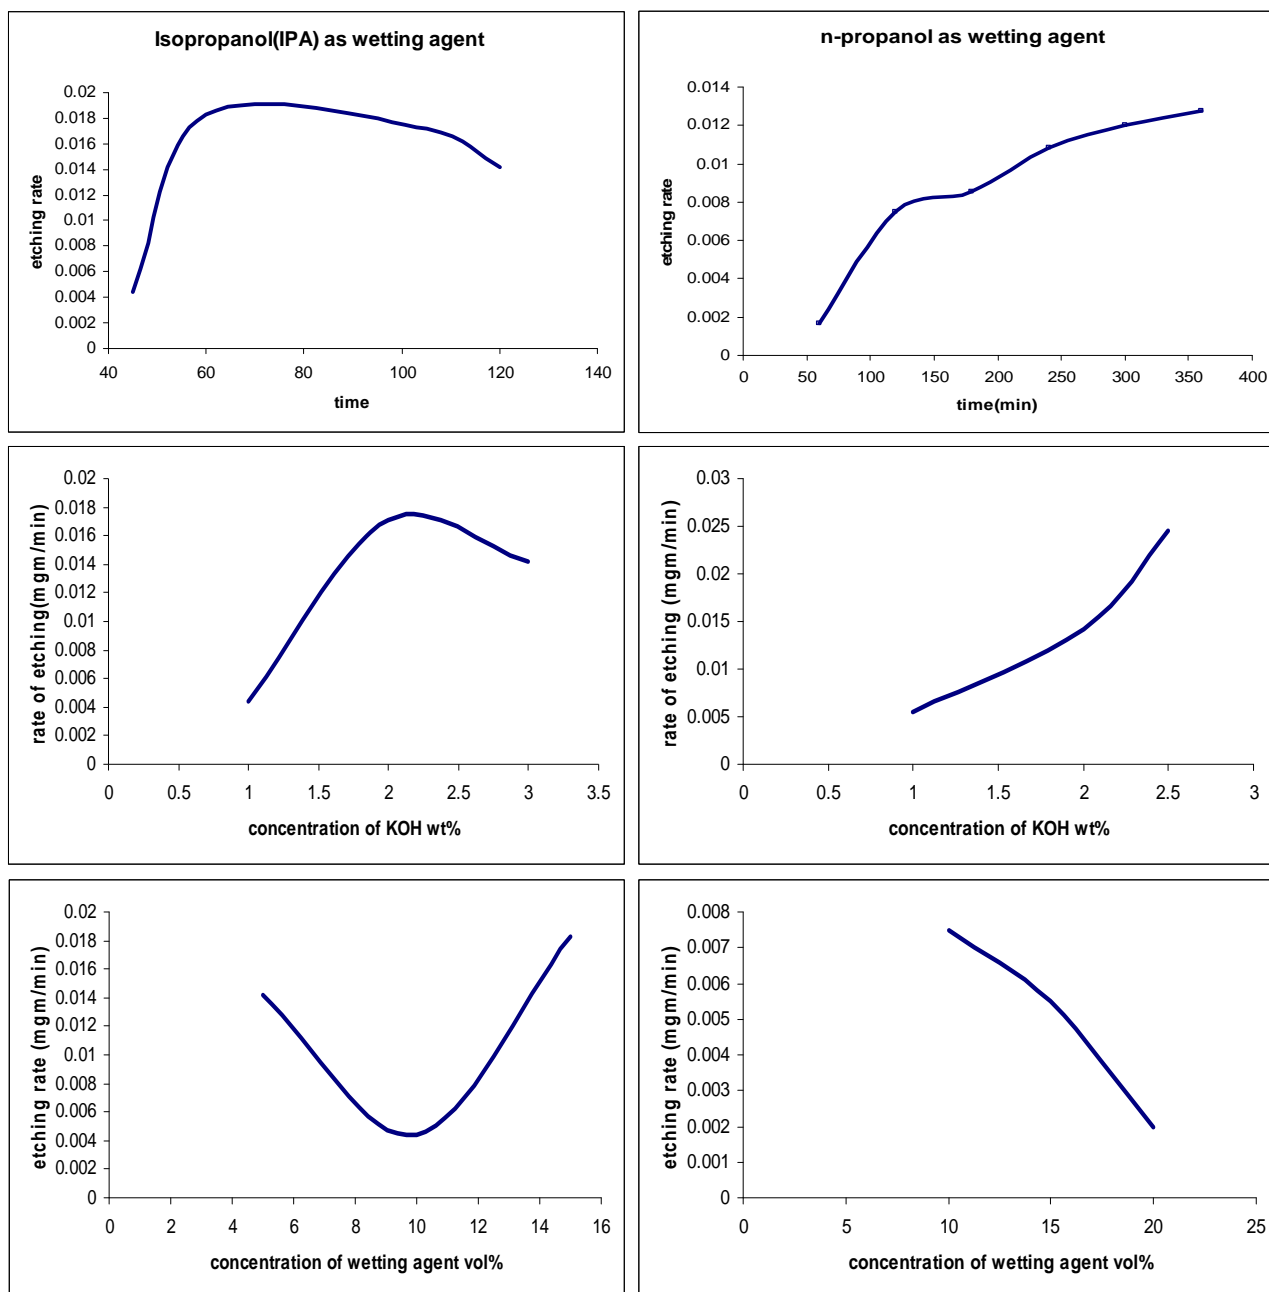 Isopropanol(IPA) as wetting agent
0.02
0.018
0.016
0.014
0.012
0.01
0.008
0.006
0.004
0.002
0
etching rate
40 60 80 100 120 140
time
n-propanol as wetting agent
0.014
0.012
0.01
0.008
0.006
0.004
0.002
0
etching rate
0 50 100 150 200 250 300 350 400
time(min)
0.02
0.018
0.016
0.014
0.012
0.01
0.008
0.006
0.004
0.002
0
rate of etching(mgm/min)
0 0.5 1 1.5 2 2.5 3 3.5
concentration of KOH wt%
0.03
0.025
0.02
0.015
0.01
0.005
0
rate of etching (mgm/min)
0 0.5 1 1.5 2 2.5 3
concentration of KOH wt%
0.02
0.018
0.016
0.014
0.012
0.01
0.008
0.006
0.004
0.002
0
etching rate (mgm/min)
0 2 4 6 8 10 12 14 16
concentration of wetting agent vol%
0.008
0.007
0.006
0.005
0.004
0.003
0.002
0.001
0
etching rate (mgm/min)
0 5 10 15 20 25
concentration of wetting agent vol%